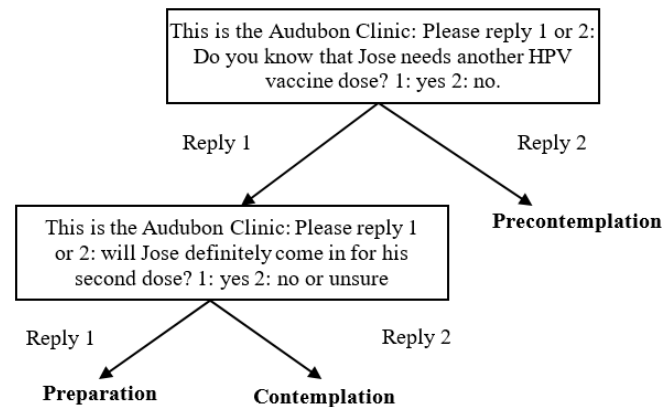 This is the Audubon Clinic: Please reply 1 or 2:
Do you know that Jose needs another HPV
vaccine dose? 1: yes 2: no.
Reply 1
Reply 2
This is the Audubon Clinic: Please reply 1
or 2: will Jose definitely come in for his
second dose? 1: yes 2: no or unsure
Precontemplation
Reply 1
Reply 2
Preparation
Contemplation